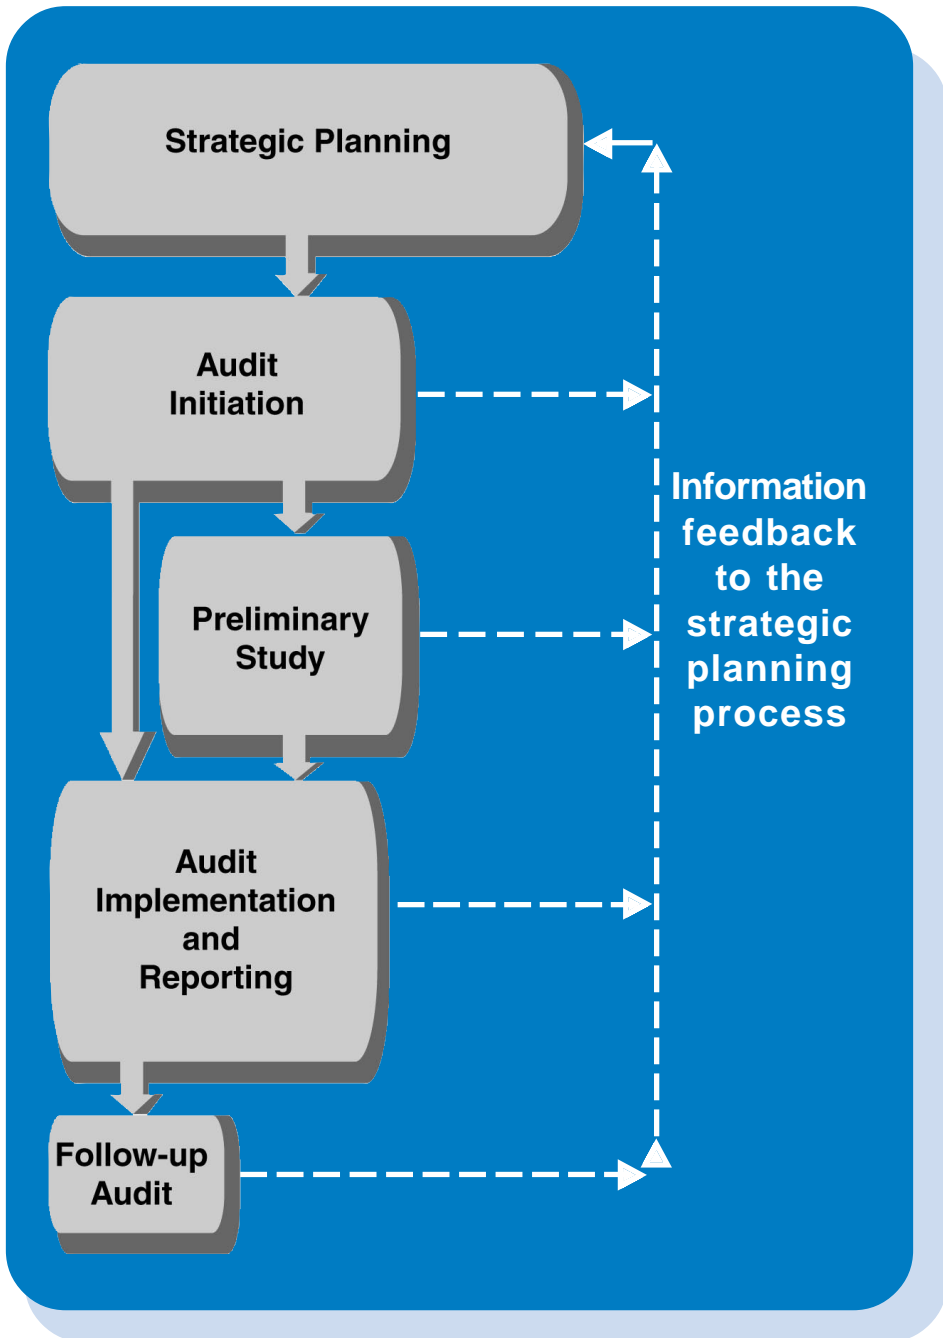 Strategic Planning
Audit
Initiation
Preliminary
Study
Audit
Implementation
and
Reporting
Follow-up
Audit
Information
feedback
to the
strategic
planning
process